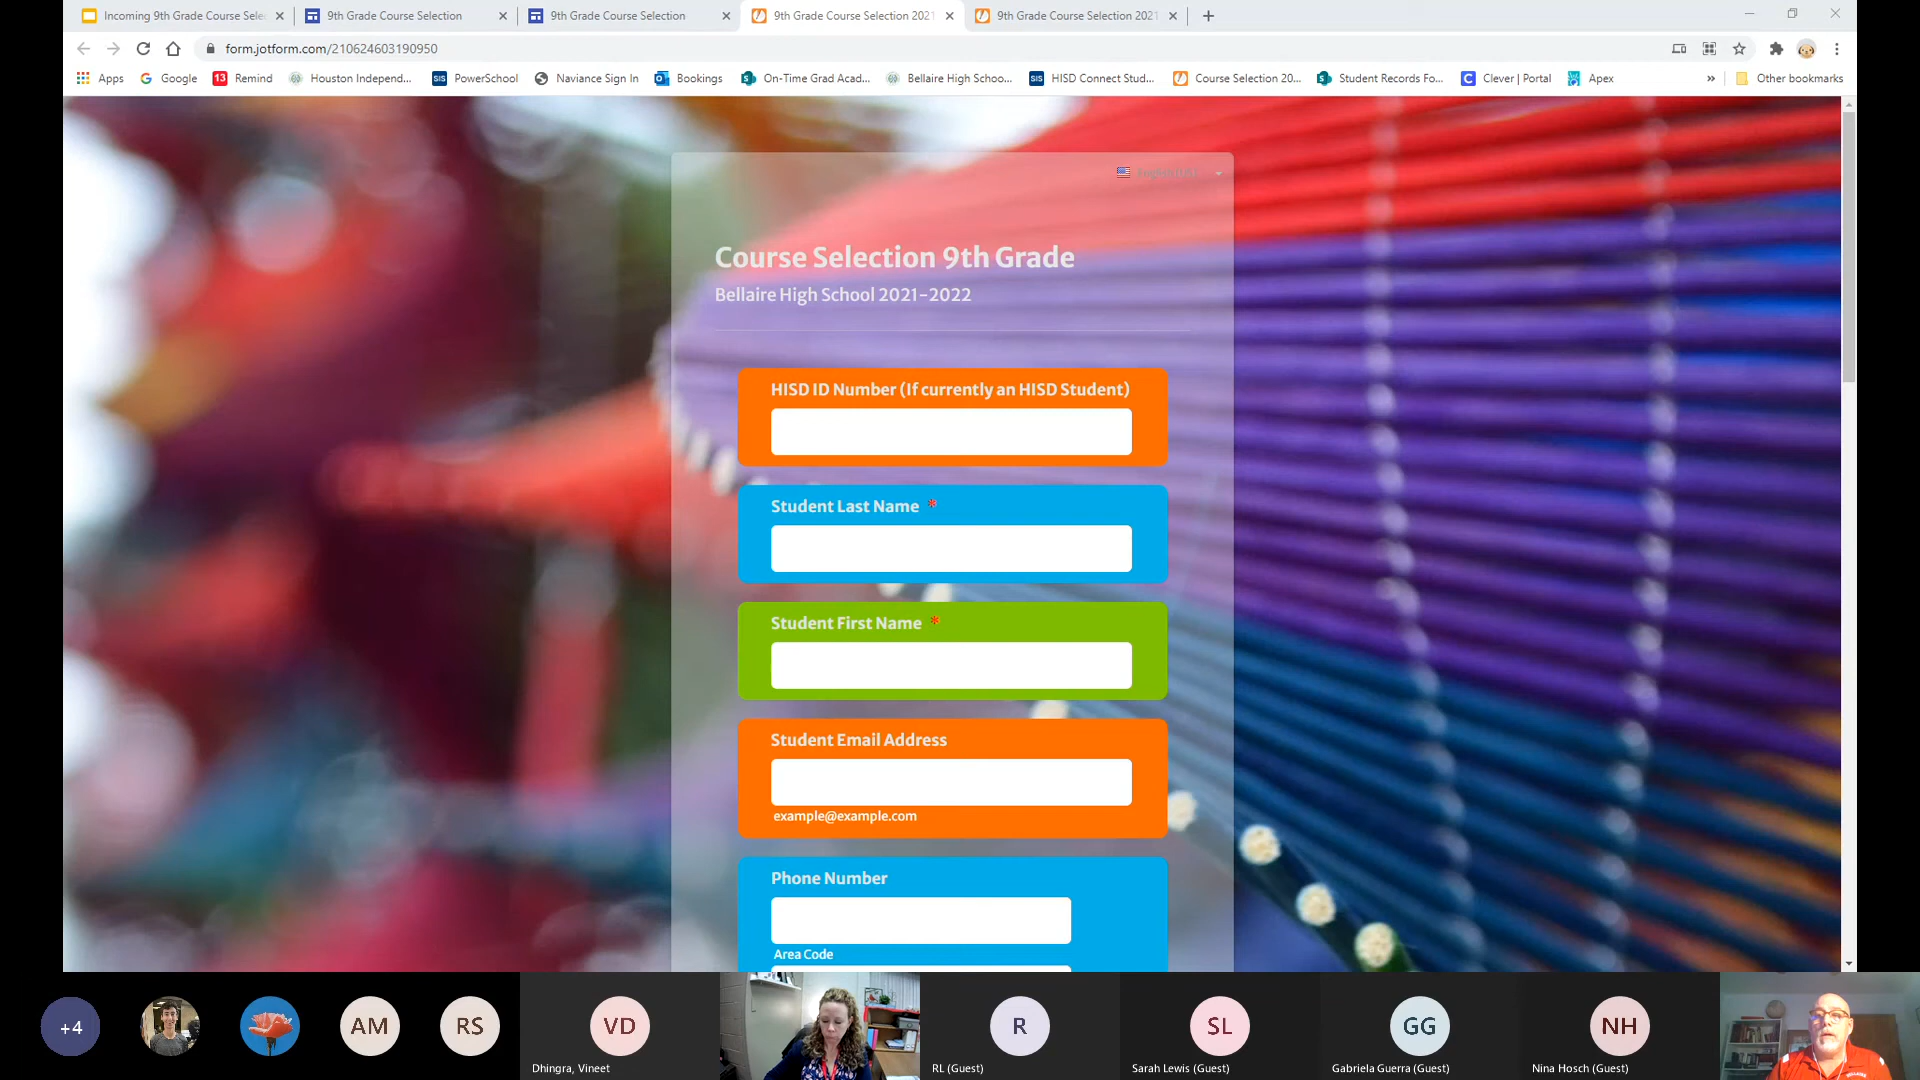 Incoming 9th Grade Course Sele
9th Grade Course Selection
9th Grade Course Selection
9th Grade Course Selection 2021
9th Grade Course Selection 2021
form.jotform.com/210624603190950
Apps
Google
13
Remind
Houston Independ...
SIS
PowerSchool
Naviance Sign In
Bookings
On-Time Grad Acad...
Bellaire High Schoo...
SIS
HISD Connect Stud...
Course Selection 20...
Student Records Fo...
Clever | Portal
Apex
»
Other bookmarks
English (US)
Course Selection 9th Grade
Bellaire High School 2021-2022
HISD ID Number (If currently an HISD Student)
Student Last Name *
Student First Name *
Student Email Address
example@example.com
Phone Number
Area Code
+4
AM
RS
VD
R
SL
GG
NH
Dhingra, Vineet
RL (Guest)
Sarah Lewis (Guest)
Gabriela Guerra (Guest)
Nina Hosch (Guest)